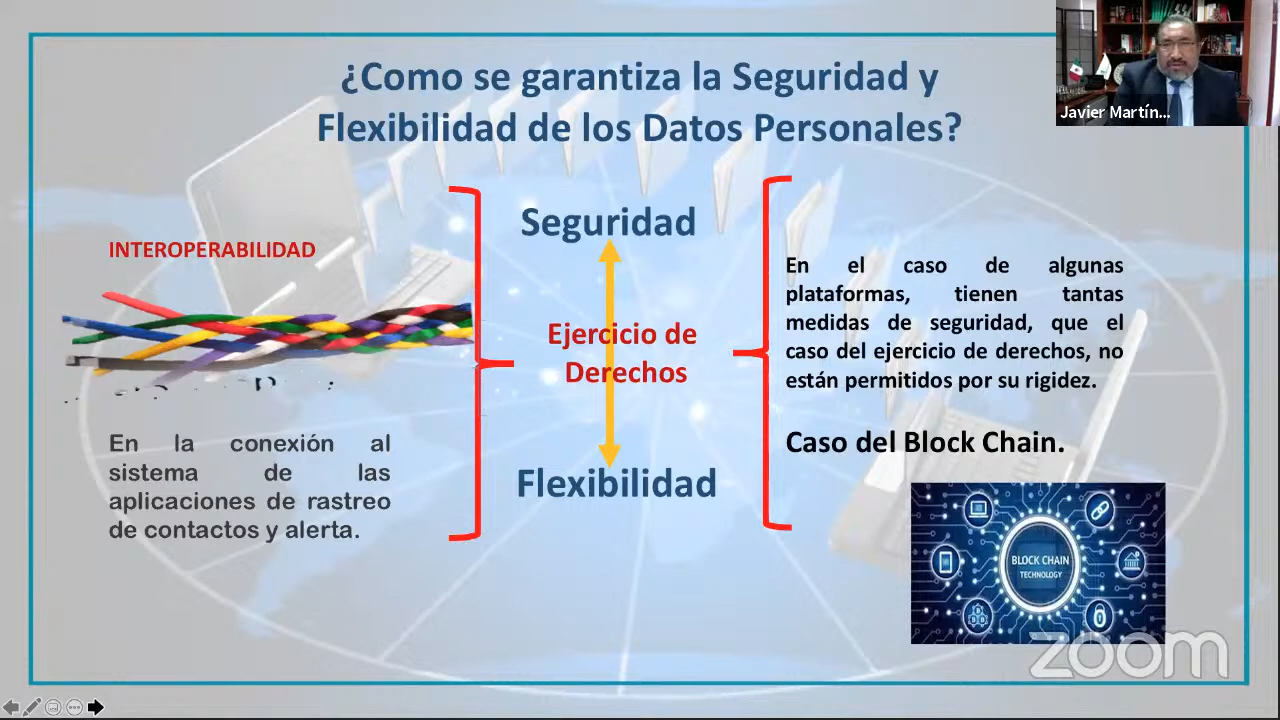 ¿Como se garantiza la Seguridad y
Flexibilidad de los Datos Personales?
Javier Martín...
INTEROPERABILIDAD
En la conexión al
sistema de las
aplicaciones de rastreo
de contactos y alerta.
Seguridad
Ejercicio de
Derechos
Flexibilidad
En el caso de algunas
plataformas, tienen tantas
medidas de seguridad, que el
caso del ejercicio de derechos, no
están permitidos por su rigidez.
Caso del Block Chain.
BLOCK CHAIN
TECHNOLOGY
zoom